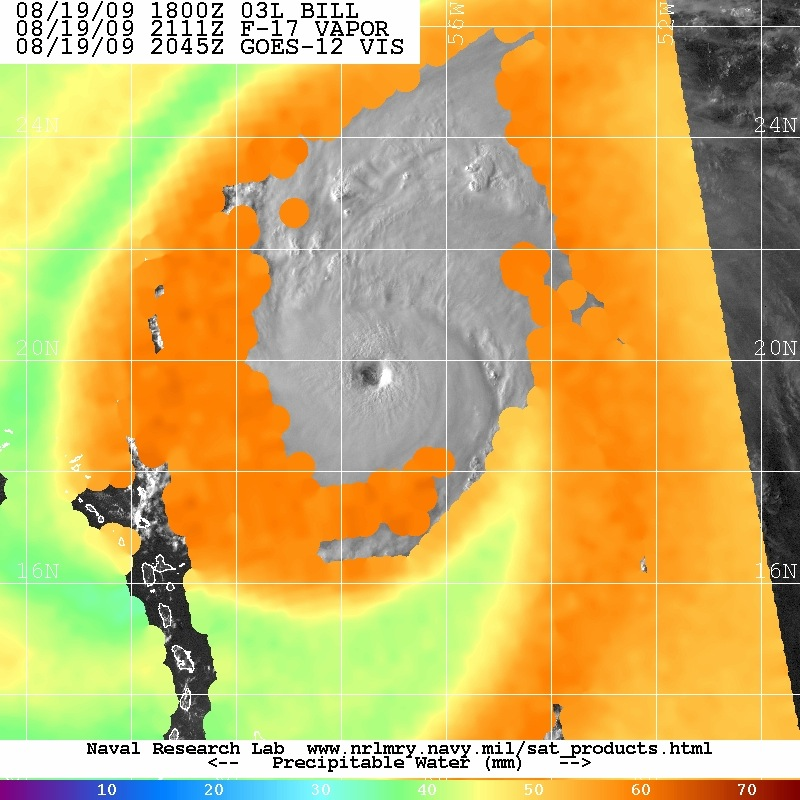 08/19/09 1800Z 03L BILL
08/19/09 2111Z F-17 VAPOR
08/19/09 2045Z GOES-12 VIS
56W
52W
24N
24N
20N
20N
16N
16N
Naval Research Lab www.nrlmry.navy.mil/sat_products.html
<-- Precipitable Water (mm) -->
10 20 30 40 50 60 70